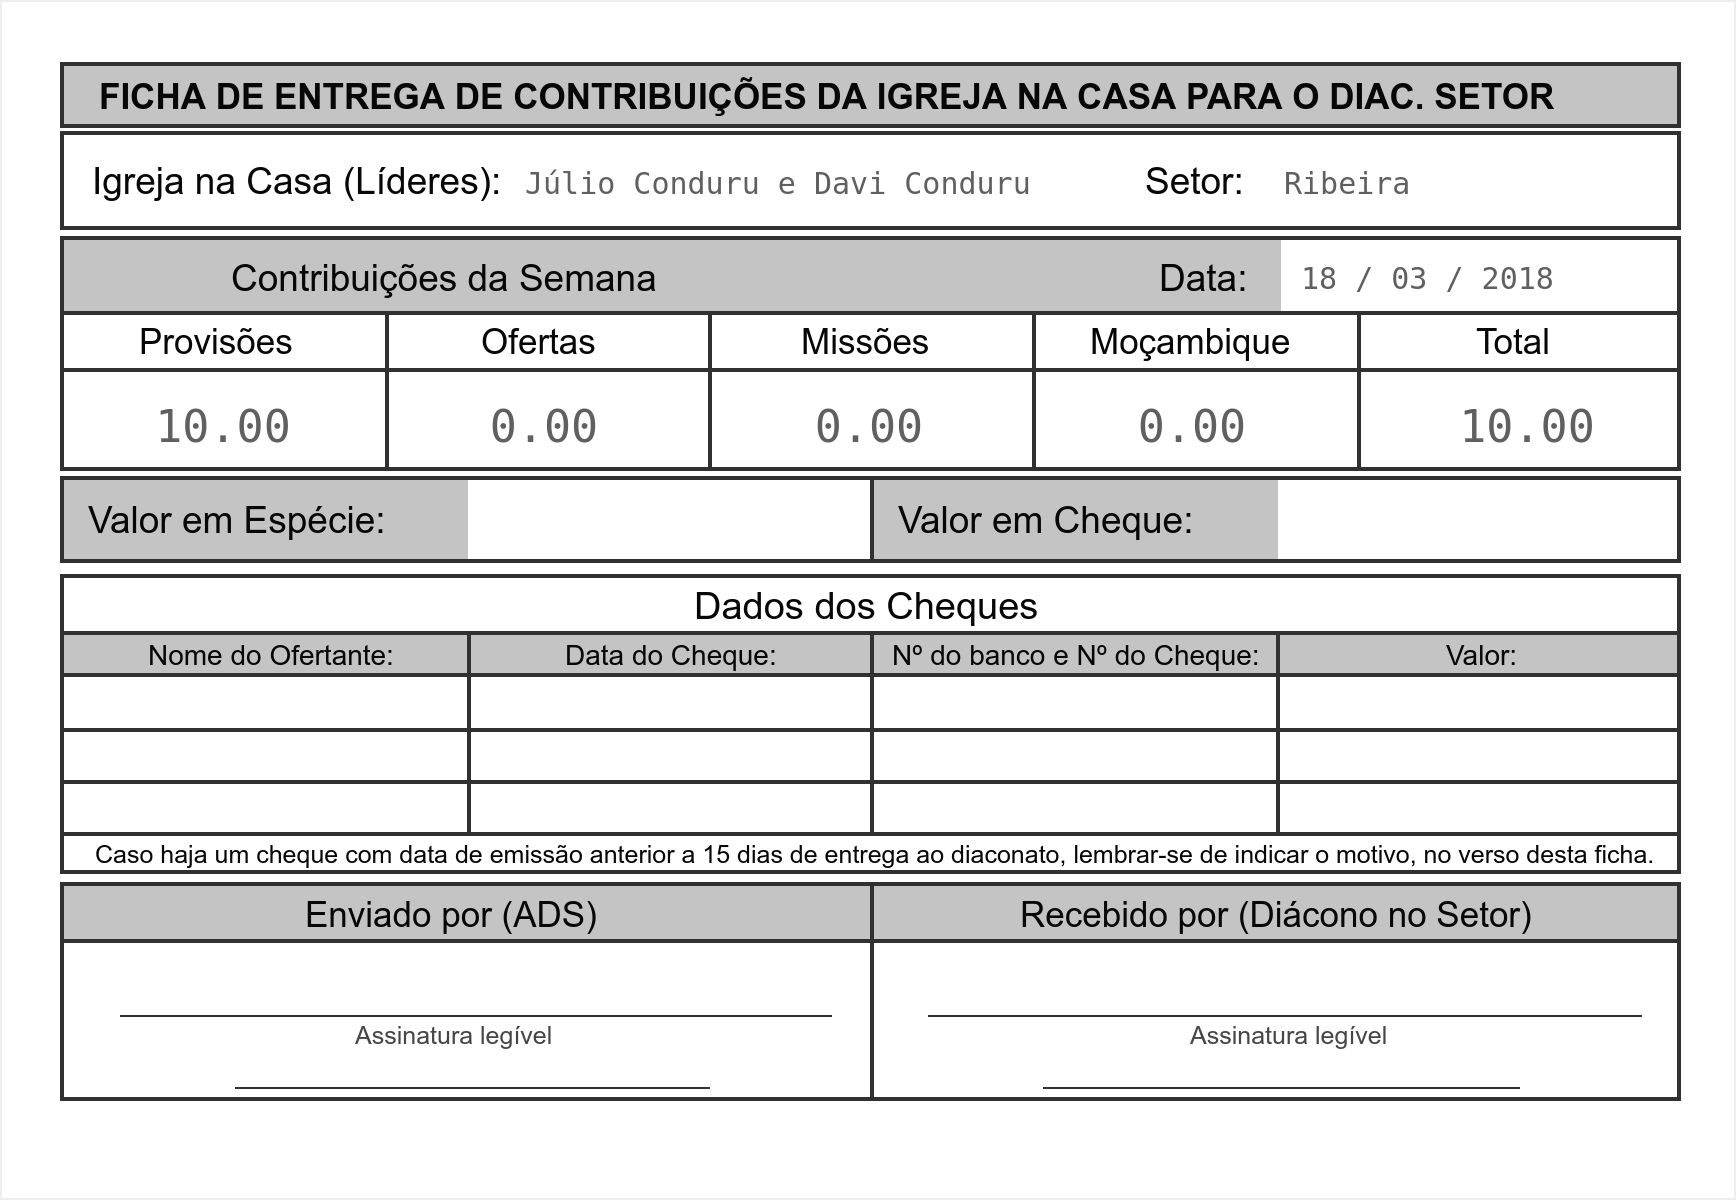 FICHA DE ENTREGA DE CONTRIBUIÇÕES DA IGREJA NA CASA PARA O DIAC. SETOR
Igreja na Casa (Líderes): Júlio Conduru e Davi Conduru Setor: Ribeira
Contribuições da Semana Data: 18 / 03 / 2018
Provisões Ofertas Missões Moçambique Total
10.00 0.00 0.00 0.00 10.00
Valor em Espécie: Valor em Cheque:
Dados dos Cheques
Nome do Ofertante: Data do Cheque: Nº do banco e Nº do Cheque: Valor:
Caso haja um cheque com data de emissão anterior a 15 dias de entrega ao diaconato, lembrar-se de indicar o motivo, no verso desta ficha.
Enviado por (ADS) Recebido por (Diácono no Setor)
Assinatura legível Assinatura legível